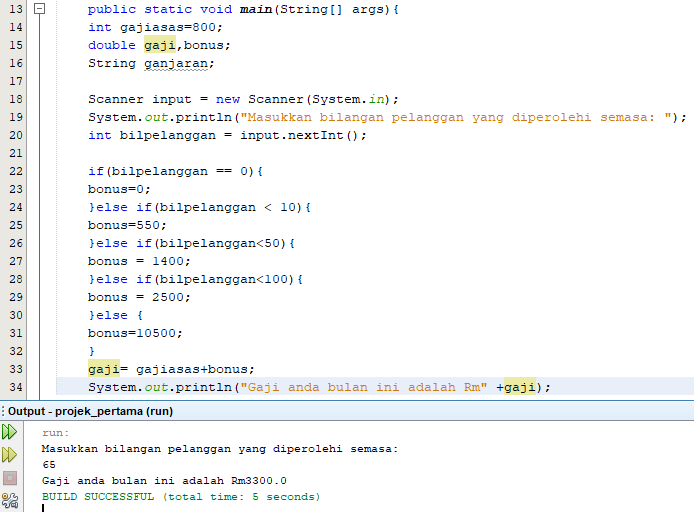 13 public static void main(String[] args){
14 int gajiasas=800;
15 double gaji,bonus;
16 String ganjaran;
17
18 Scanner input = new Scanner(System.in);
19 System.out.println("Masukkan bilangan pelanggan yang diperolehi semasa: ");
20 int bilpelanggan = input.nextInt();
21
22 if(bilpelanggan == 0){
23 bonus=0;
24 }else if(bilpelanggan < 10){
25 bonus=550;
26 }else if(bilpelanggan<50){
27 bonus = 1400;
28 }else if(bilpelanggan<100){
29 bonus = 2500;
30 }else {
31 bonus=10500;
32 }
33 gaji= gajiasas+bonus;
34 System.out.println("Gaji anda bulan ini adalah Rm" +gaji);
Output - projek_pertama (run)
run:
Masukkan bilangan pelanggan yang diperolehi semasa:
65
Gaji anda bulan ini adalah Rm3300.0
BUILD SUCCESSFUL (total time: 5 seconds)